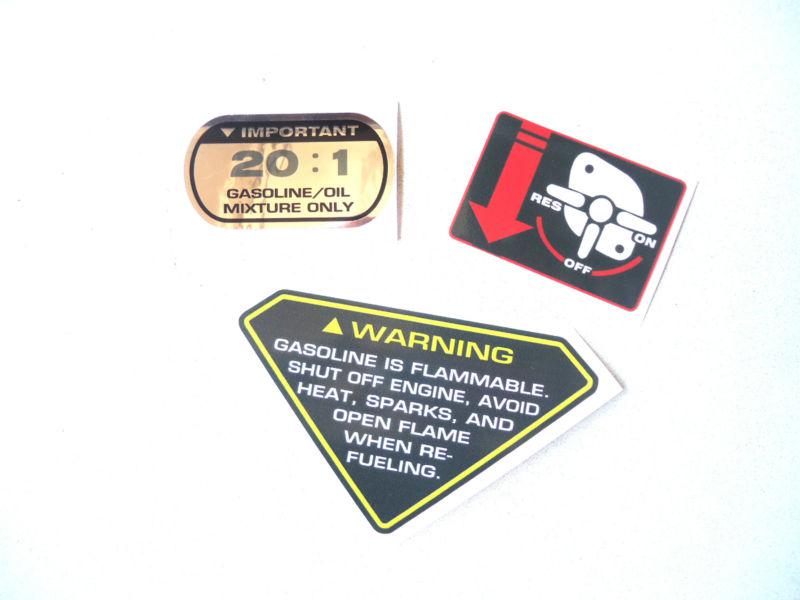 ▼ IMPORTANT
20:1
GASOLINE/OIL
MIXTURE ONLY
RES
ON
OFF
▲ WARNING
GASOLINE IS FLAMMABLE.
SHUT OFF ENGINE, AVOID
HEAT, SPARKS, AND
OPEN FLAME
WHEN RE-
FUELING.